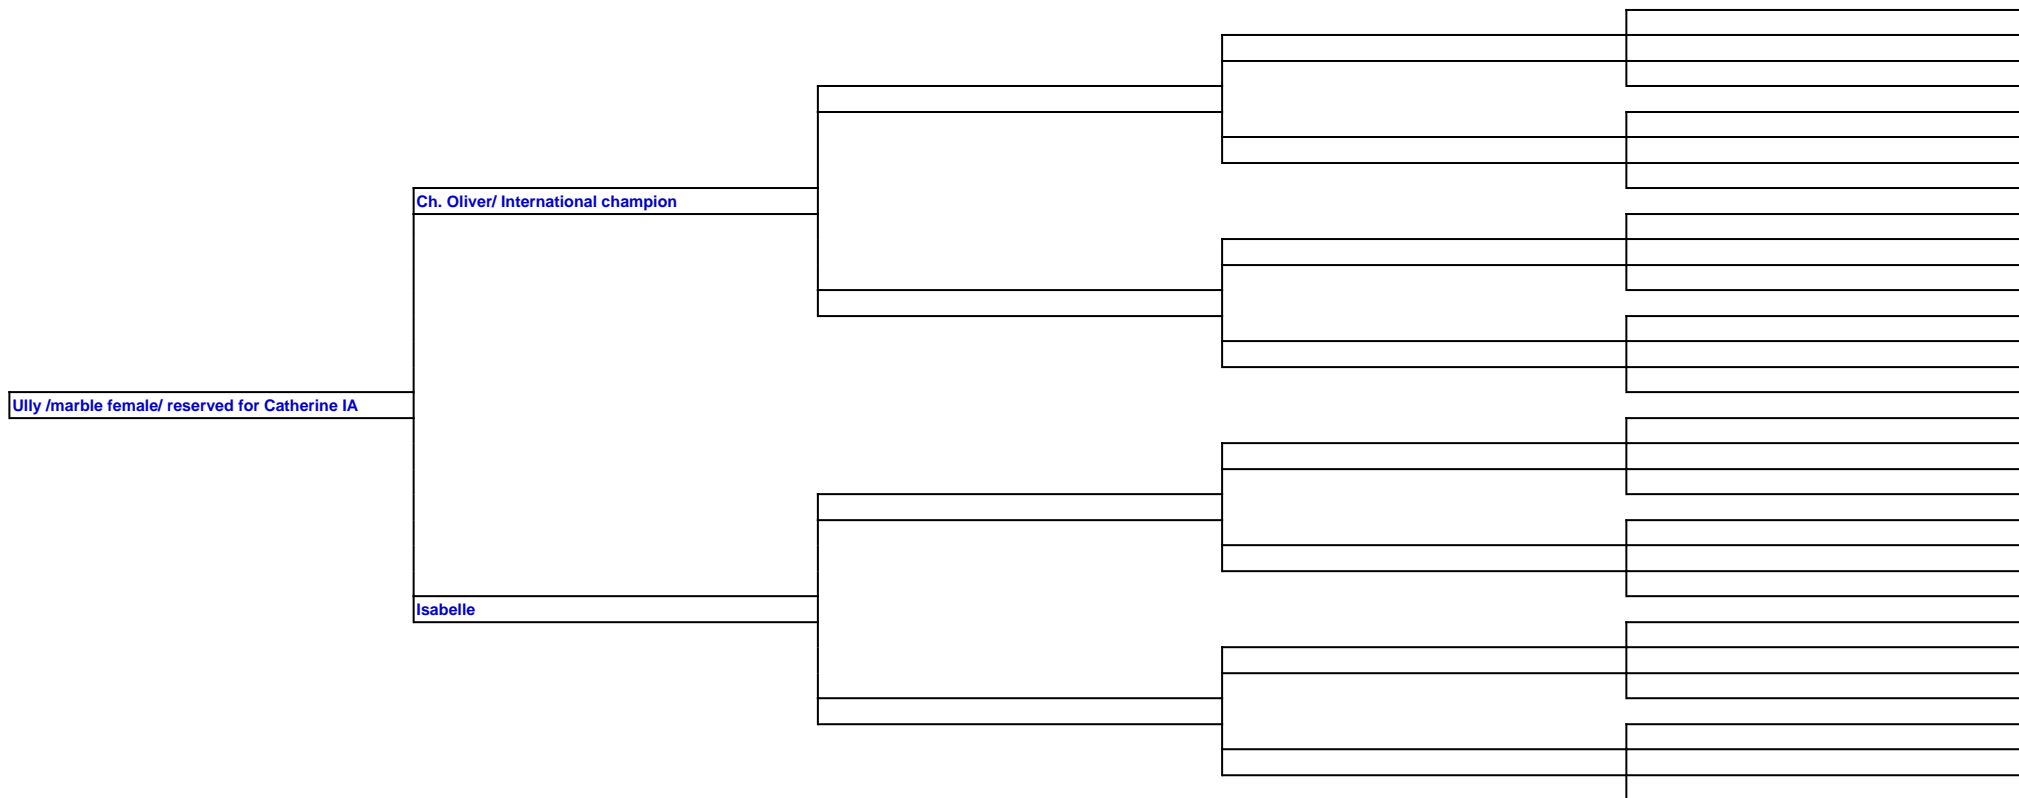 Ch. Oliver/ International champion
Ully /marble female/ reserved for Catherine IA
Isabelle